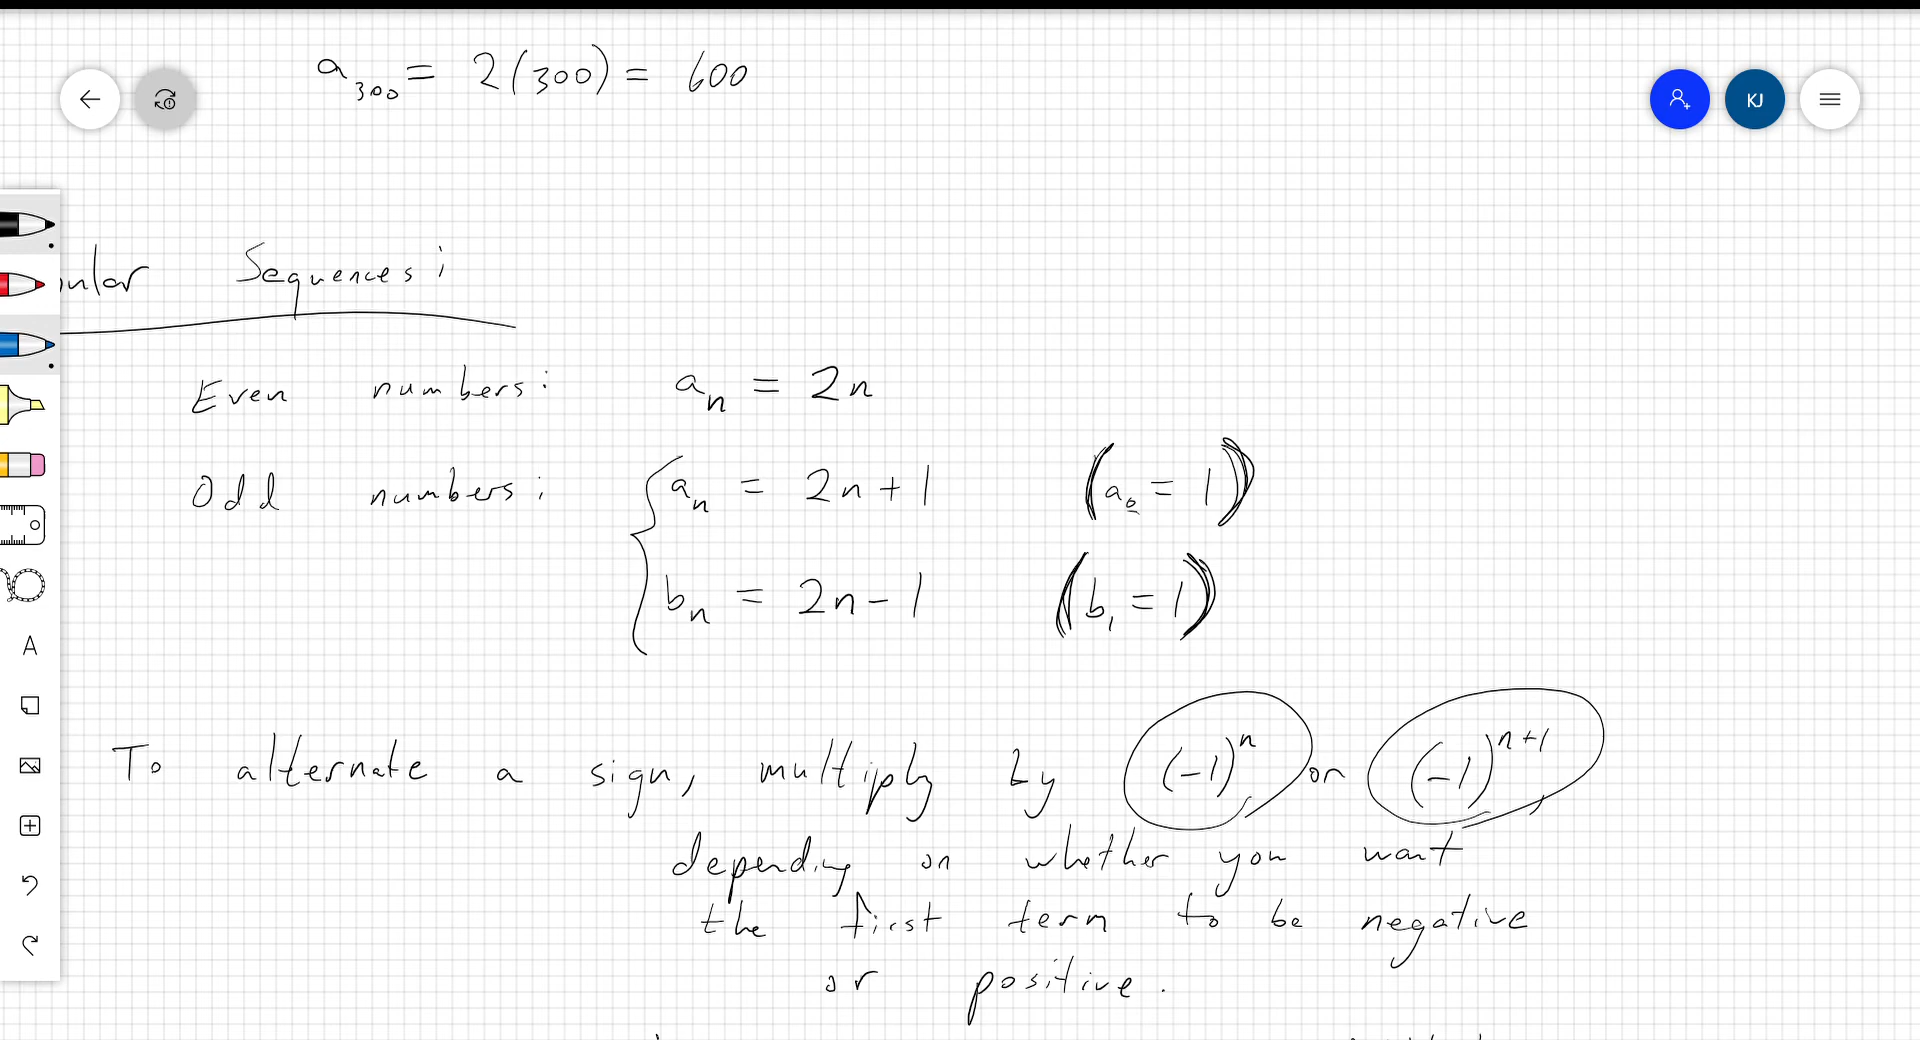 a₃₀₀ = 2(300) = 600
KJ
Sequences:
Even numbers: aₙ = 2n
Odd numbers: { aₙ = 2n+1 (a₀ = 1)
bₙ = 2n-1 (b₁ = 1)
A
To alternate a sign, multiply by (-1)ⁿ or (-1)ⁿ⁺¹
depending on whether you want
the first term to be negative
or positive.